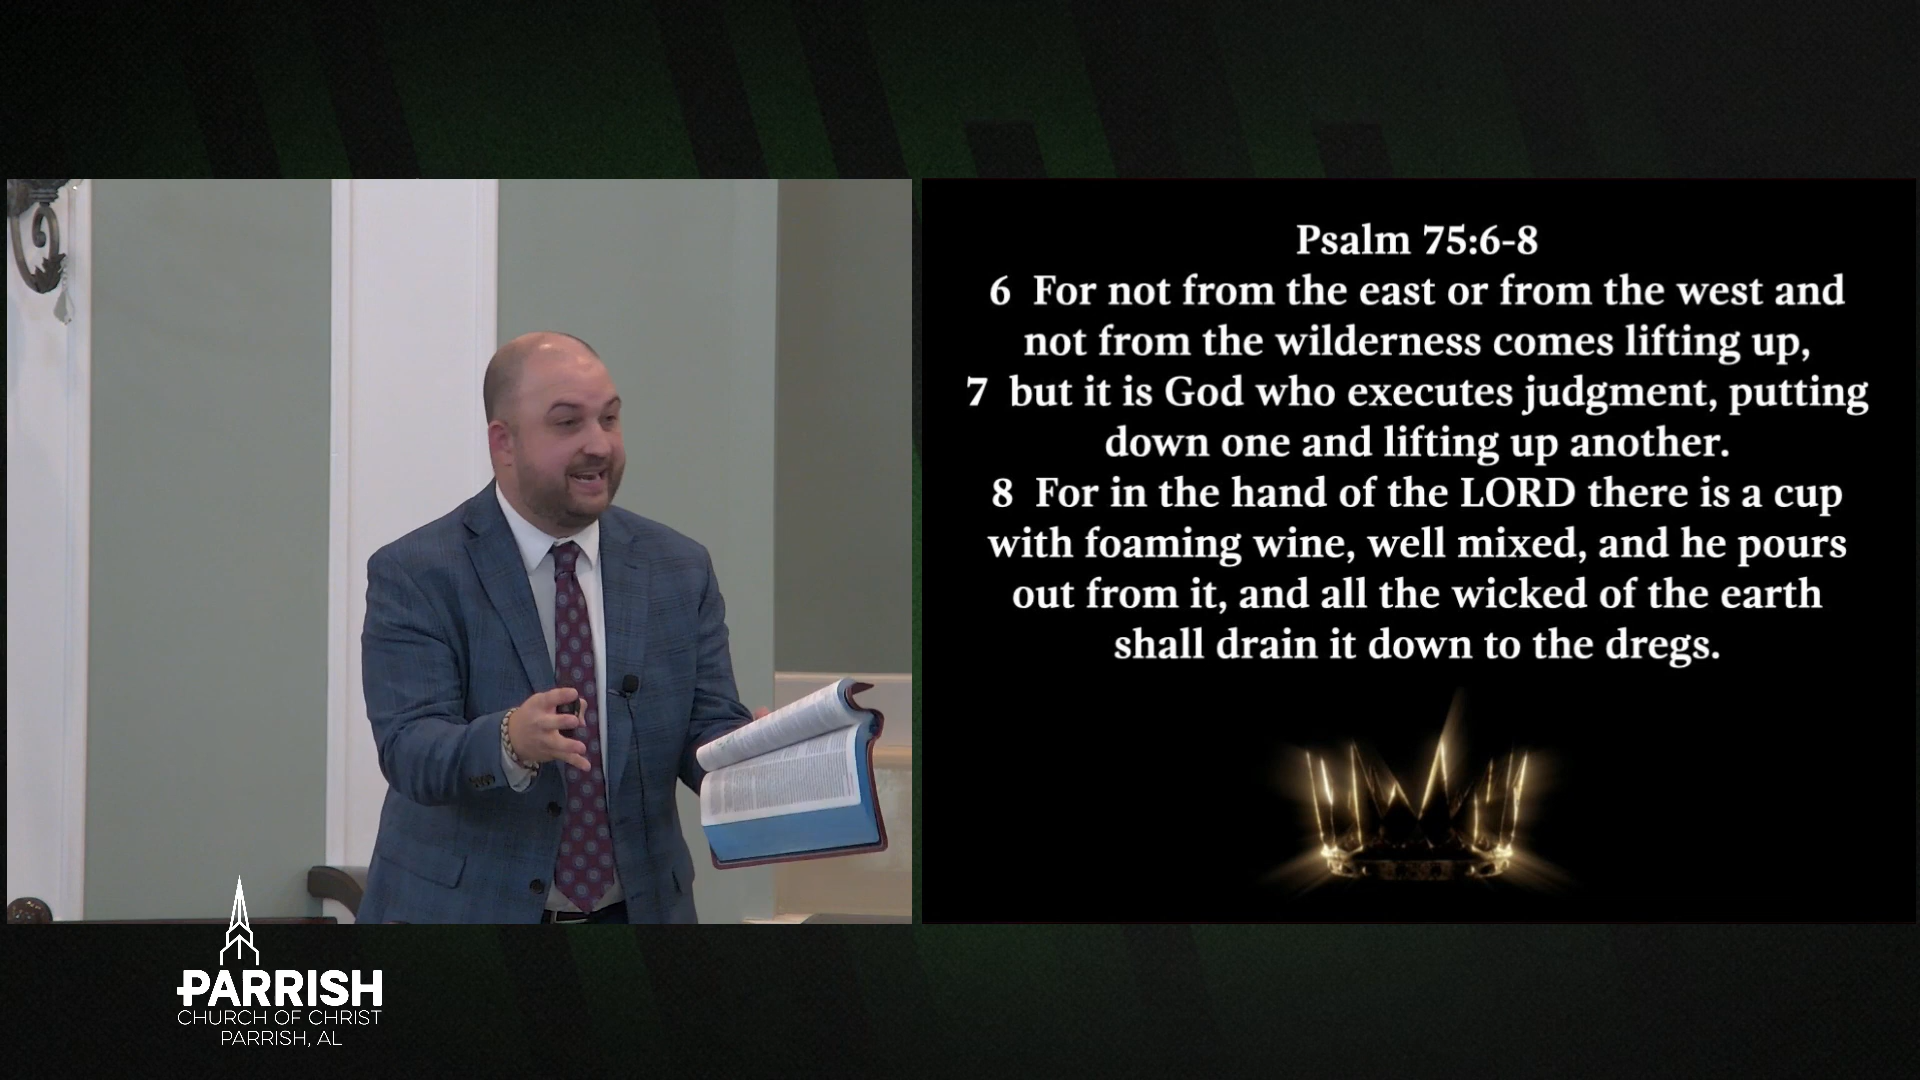 Psalm 75:6-8
6 For not from the east or from the west and
not from the wilderness comes lifting up,
7 but it is God who executes judgment, putting
down one and lifting up another.
8 For in the hand of the LORD there is a cup
with foaming wine, well mixed, and he pours
out from it, and all the wicked of the earth
shall drain it down to the dregs.
PARRISH
CHURCH OF CHRIST
PARRISH, AL